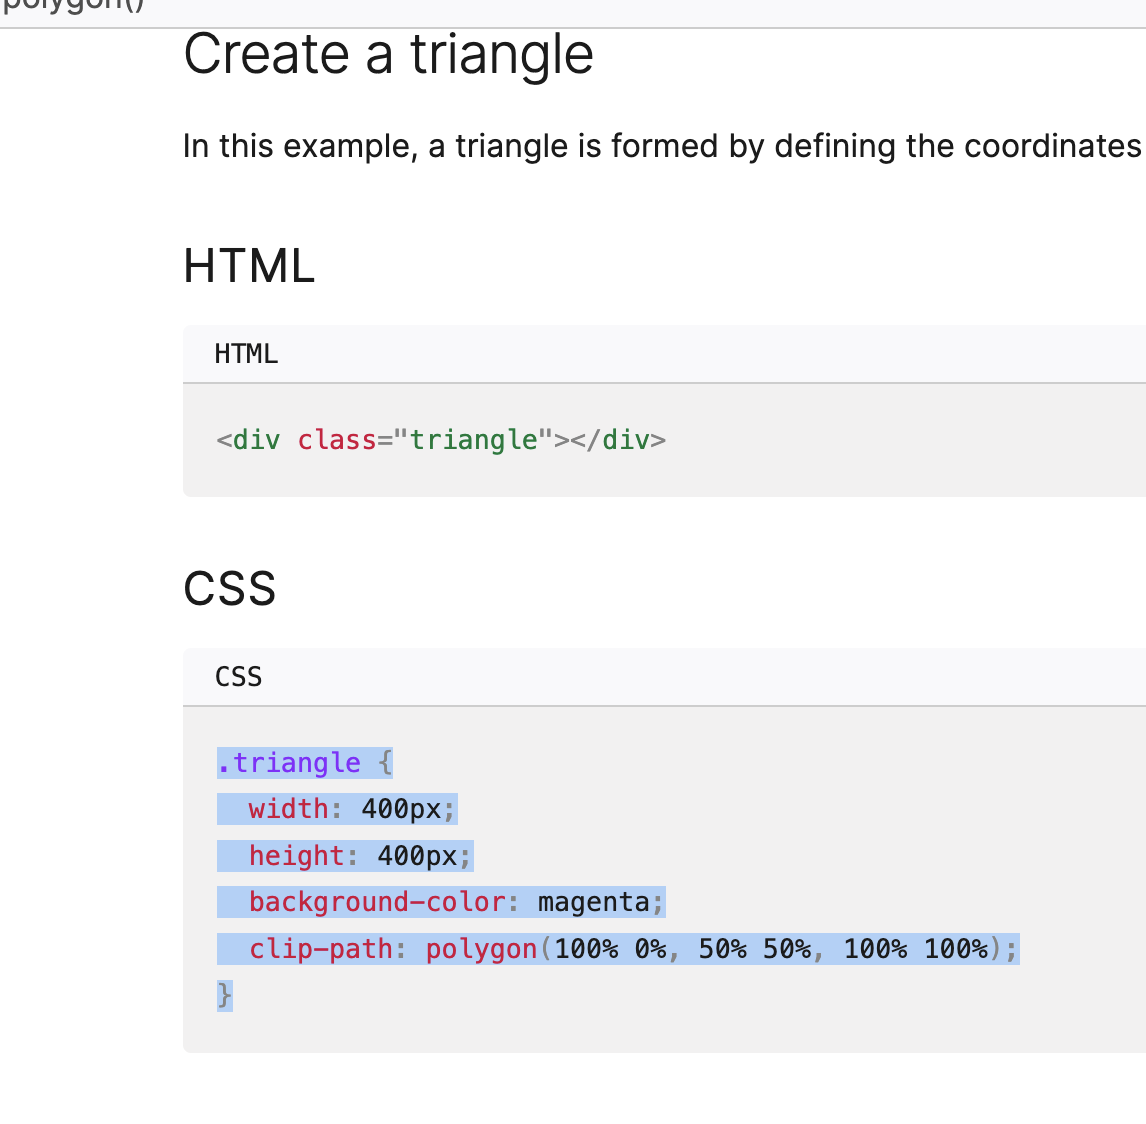 polygon()
Create a triangle
In this example, a triangle is formed by defining the coordinates
HTML
HTML
<div class="triangle"></div>
CSS
CSS
.triangle {
  width: 400px;
  height: 400px;
  background-color: magenta;
  clip-path: polygon(100% 0%, 50% 50%, 100% 100%);
}